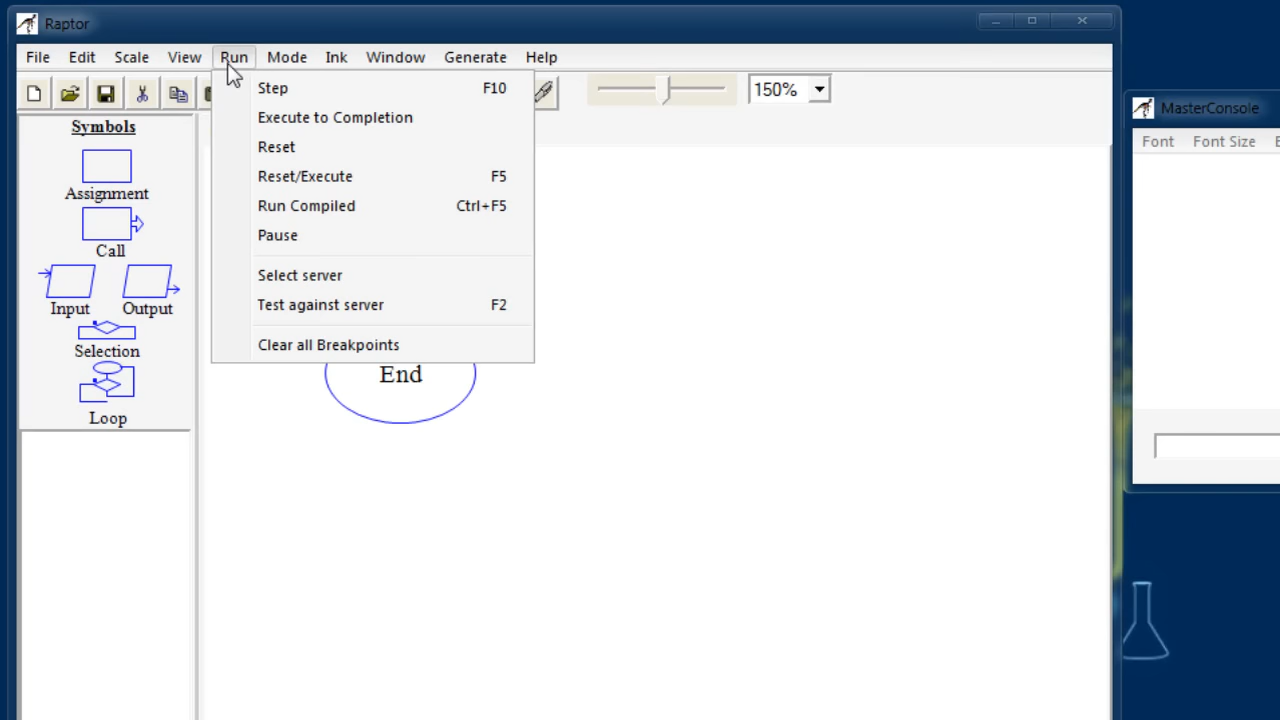 Raptor
File Edit Scale View Run Mode Ink Window Generate Help
150%
Step F10
Execute to Completion
Reset
Reset/Execute F5
Run Compiled Ctrl+F5
Pause
Select server
Test against server F2
Clear all Breakpoints
Symbols
Assignment
Call
Input Output
Selection
Loop
End
MasterConsole
Font Font Size